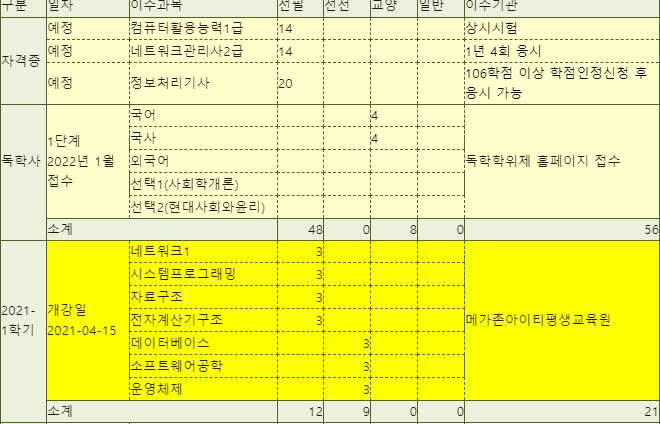 구분 일자 이수과목 전필 전선 교양 일반 이수기관
자격증 예정 컴퓨터활용능력1급 14 상시시험
예정 네트워크관리사2급 14 1년 4회 응시
예정 정보처리기사 20 106학점 이상 학점인정신청 후
응시 가능
독학사 1단계
2022년 1월
접수 국어 4 독학학위제 홈페이지 접수
국사 4
외국어
선택1(사회학개론)
선택2(현대사회와윤리)
소계 48 0 8 0 56
2021-
1학기 개강일
2021-04-15 네트워크1 3 메가존아이티평생교육원
시스템프로그래밍 3
자료구조 3
전자계산기구조 3
데이터베이스 3
소프트웨어공학 3
운영체제 3
소계 12 9 0 0 21